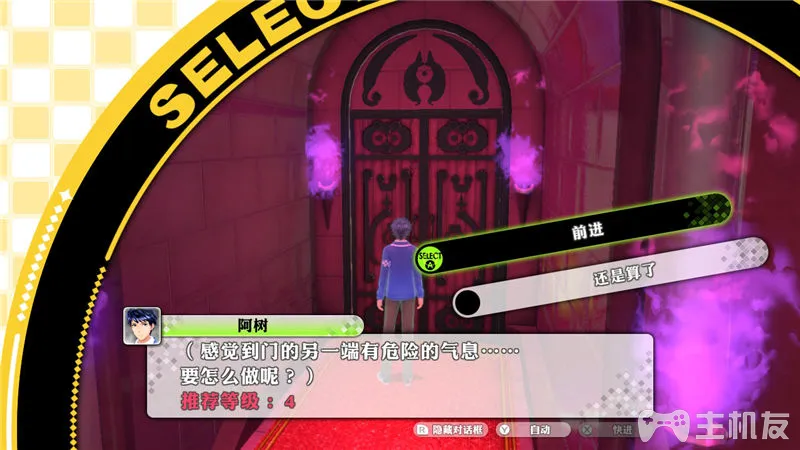 SELECT
前进
SELECT
A
还是算了
阿树
（感觉到门的另一端有危险的气息……
要怎么做呢？）
推荐等级：4
R 隐藏对话框 Y 自动 X 快进
主机友